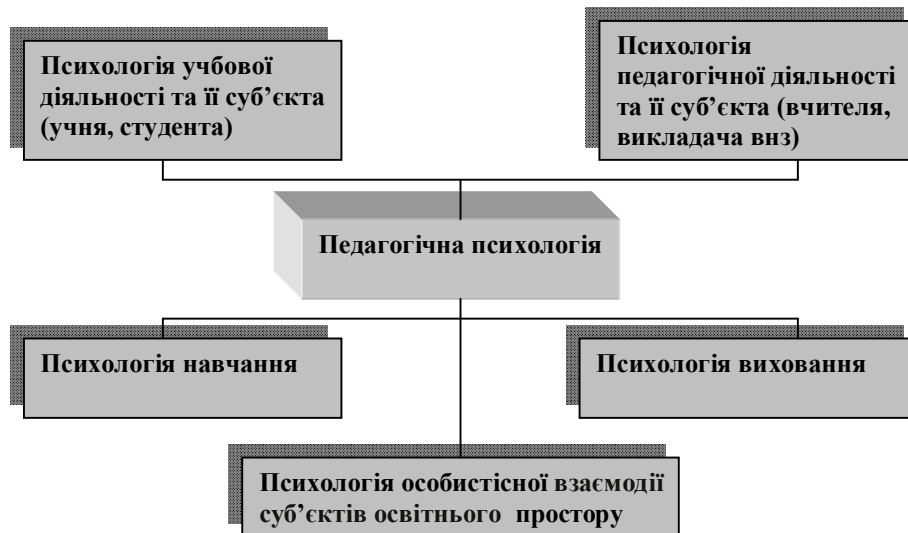 Психологія учбової
діяльності та її суб’єкта
(учня, студента)
Психологія
педагогічної діяльності
та її суб’єкта (вчителя,
викладача внз)
Педагогічна психологія
Психологія навчання
Психологія виховання
Психологія особистісної взаємодії
суб’єктів освітнього простору